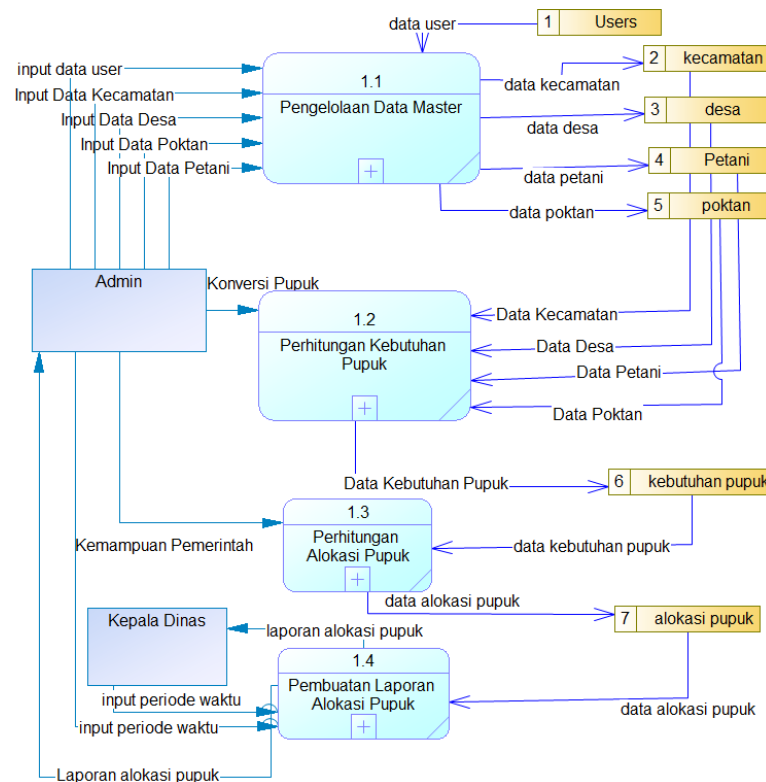 1 Users
data user
input data user
Input Data Kecamatan
Input Data Desa
Input Data Poktan
Input Data Petani
1.1
Pengelolaan Data Master
data kecamatan
2 kecamatan
data desa
3 desa
data petani
4 Petani
data poktan
5 poktan
Admin
Konversi Pupuk
1.2
Perhitungan Kebutuhan
Pupuk
Data Kecamatan
Data Desa
Data Petani
Data Poktan
Data Kebutuhan Pupuk
6 kebutuhan pupuk
1.3
Perhitungan
Alokasi Pupuk
Kemampuan Pemerintah
data kebutuhan pupuk
data alokasi pupuk
7 alokasi pupuk
Kepala Dinas
laporan alokasi pupuk
1.4
Pembuatan Laporan
Alokasi Pupuk
input periode waktu
input periode waktu
data alokasi pupuk
Laporan alokasi pupuk